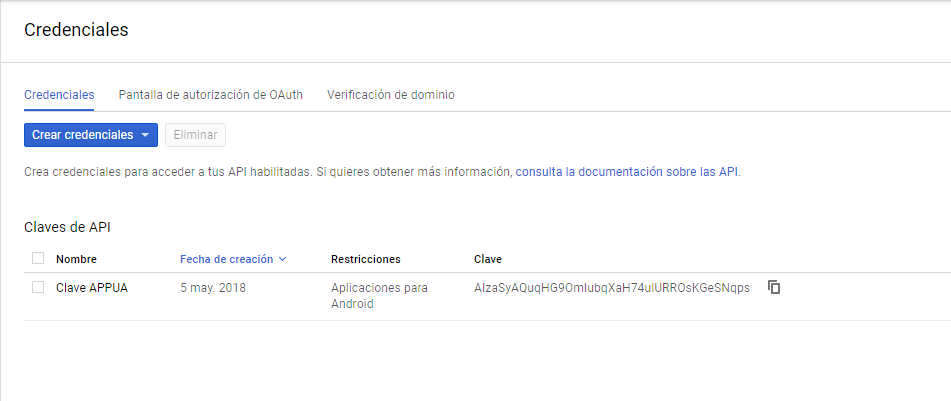 Credenciales
Credenciales Pantalla de autorización de OAuth Verificación de dominio
Crear credenciales Eliminar
Crea credenciales para acceder a tus API habilitadas. Si quieres obtener más información, consulta la documentación sobre las API.
Claves de API
Nombre Fecha de creación Restricciones Clave
Clave APPUA 5 may. 2018 Aplicaciones para Android